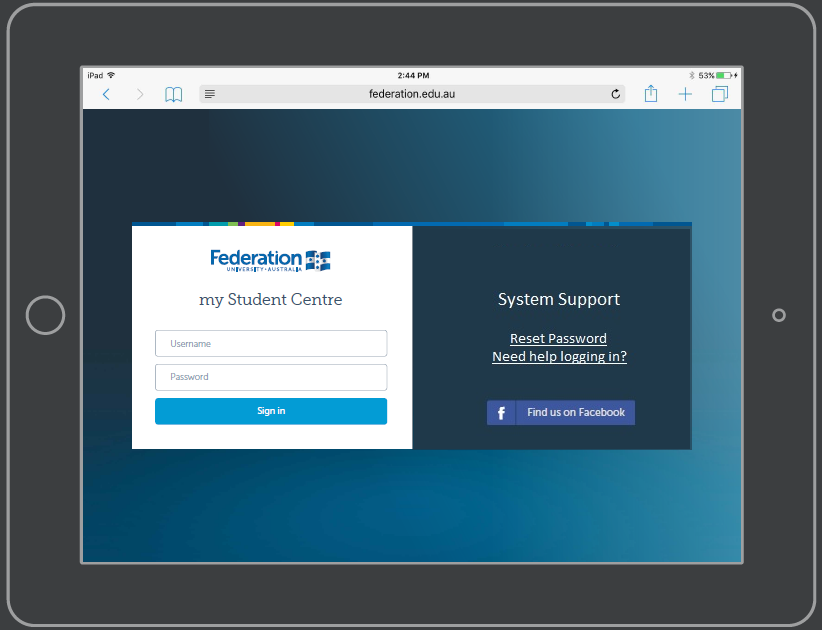 iPad 2:44 PM 53%
federation.edu.au
Federation
UNIVERSITY • AUSTRALIA
my Student Centre
Username
Password
Sign in
System Support
Reset Password
Need help logging in?
f Find us on Facebook